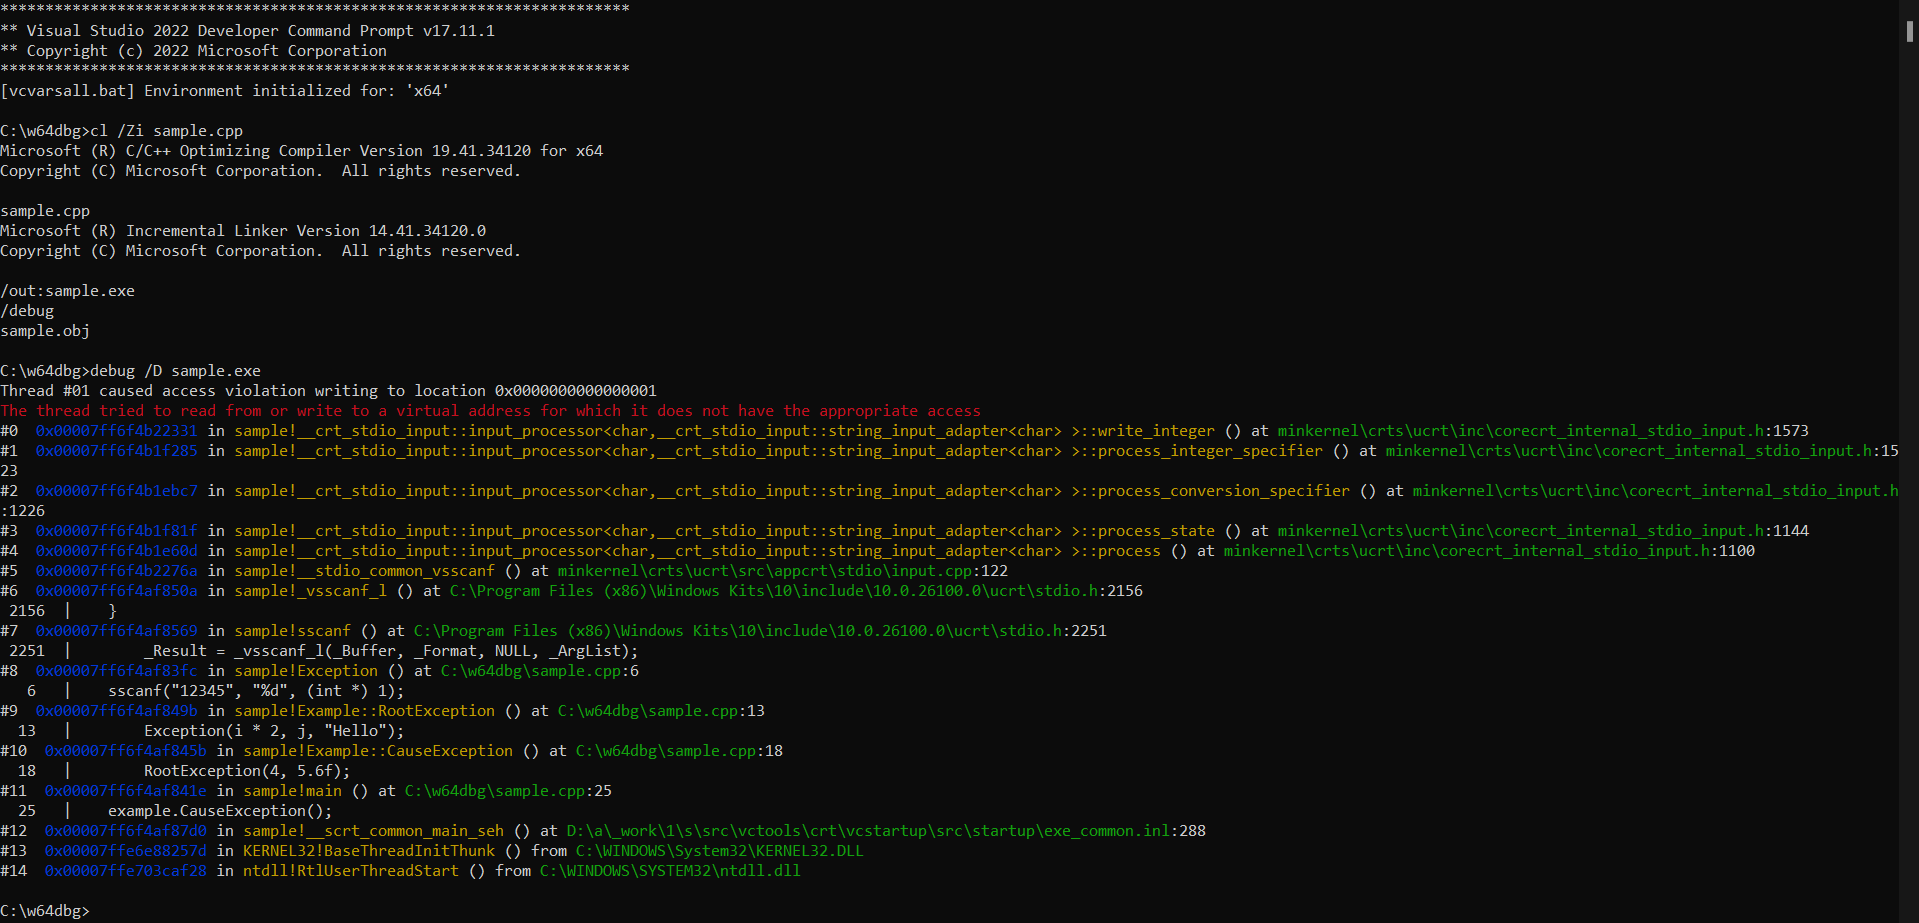 **********************************************************************
** Visual Studio 2022 Developer Command Prompt v17.11.1
** Copyright (c) 2022 Microsoft Corporation
**********************************************************************
[vcvarsall.bat] Environment initialized for: 'x64'
C:\w64dbg>cl /Zi sample.cpp
Microsoft (R) C/C++ Optimizing Compiler Version 19.41.34120 for x64
Copyright (C) Microsoft Corporation.  All rights reserved.
sample.cpp
Microsoft (R) Incremental Linker Version 14.41.34120.0
Copyright (C) Microsoft Corporation.  All rights reserved.
/out:sample.exe
/debug
sample.obj
C:\w64dbg>debug /D sample.exe
Thread #01 caused access violation writing to location 0x0000000000000001
The thread tried to read from or write to a virtual address for which it does not have the appropriate access
#0  0x00007ff6f4b22331 in sample!__crt_stdio_input::input_processor<char,__crt_stdio_input::string_input_adapter<char> >::write_integer () at minkernel\crts\ucrt\inc\corecrt_internal_stdio_input.h:1573
#1  0x00007ff6f4b1f285 in sample!__crt_stdio_input::input_processor<char,__crt_stdio_input::string_input_adapter<char> >::process_integer_specifier () at minkernel\crts\ucrt\inc\corecrt_internal_stdio_input.h:15
23
#2  0x00007ff6f4b1ebc7 in sample!__crt_stdio_input::input_processor<char,__crt_stdio_input::string_input_adapter<char> >::process_conversion_specifier () at minkernel\crts\ucrt\inc\corecrt_internal_stdio_input.h
:1226
#3  0x00007ff6f4b1f81f in sample!__crt_stdio_input::input_processor<char,__crt_stdio_input::string_input_adapter<char> >::process_state () at minkernel\crts\ucrt\inc\corecrt_internal_stdio_input.h:1144
#4  0x00007ff6f4b1e60d in sample!__crt_stdio_input::input_processor<char,__crt_stdio_input::string_input_adapter<char> >::process () at minkernel\crts\ucrt\inc\corecrt_internal_stdio_input.h:1100
#5  0x00007ff6f4b2276a in sample!__stdio_common_vsscanf () at minkernel\crts\ucrt\src\appcrt\stdio\input.cpp:122
#6  0x00007ff6f4af850a in sample!_vsscanf_l () at C:\Program Files (x86)\Windows Kits\10\include\10.0.26100.0\ucrt\stdio.h:2156
 2156  |    }
#7  0x00007ff6f4af8569 in sample!sscanf () at C:\Program Files (x86)\Windows Kits\10\include\10.0.26100.0\ucrt\stdio.h:2251
 2251  |        _Result = _vsscanf_l(_Buffer, _Format, NULL, _ArgList);
#8  0x00007ff6f4af83fc in sample!Exception () at C:\w64dbg\sample.cpp:6
   6   |    sscanf("12345", "%d", (int *) 1);
#9  0x00007ff6f4af849b in sample!Example::RootException () at C:\w64dbg\sample.cpp:13
  13   |        Exception(i * 2, j, "Hello");
#10  0x00007ff6f4af845b in sample!Example::CauseException () at C:\w64dbg\sample.cpp:18
  18   |        RootException(4, 5.6f);
#11  0x00007ff6f4af841e in sample!main () at C:\w64dbg\sample.cpp:25
  25   |    example.CauseException();
#12  0x00007ff6f4af87d0 in sample!__scrt_common_main_seh () at D:\a\_work\1\s\src\vctools\crt\vcstartup\src\startup\exe_common.inl:288
#13  0x00007ffe6e88257d in KERNEL32!BaseThreadInitThunk () from C:\WINDOWS\System32\KERNEL32.DLL
#14  0x00007ffe703caf28 in ntdll!RtlUserThreadStart () from C:\WINDOWS\SYSTEM32\ntdll.dll
C:\w64dbg>